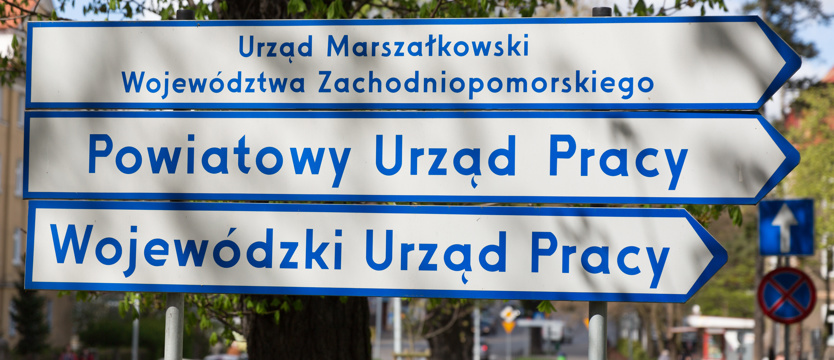 Urząd Marszałkowski
Województwa Zachodniopomorskiego
Powiatowy Urząd Pracy
Wojewódzki Urząd Pracy